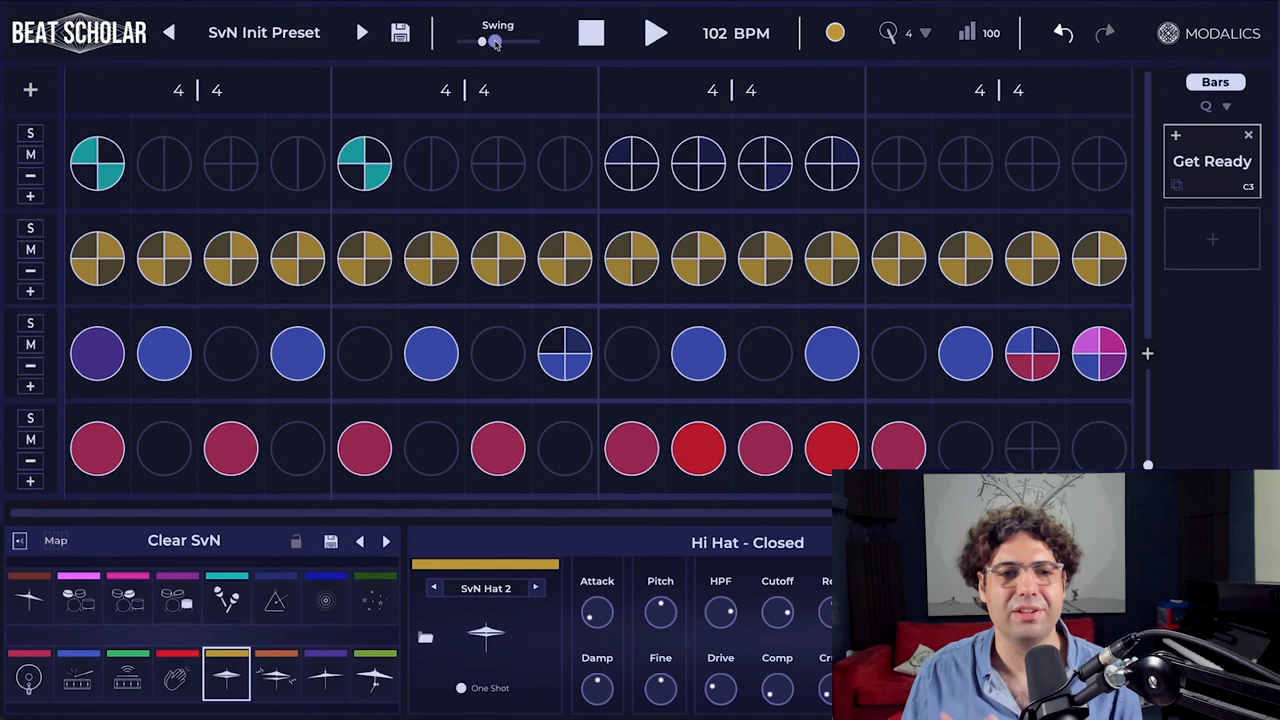 BEAT SCHOLAR
SvN Init Preset
Swing
102 BPM
4
100
MODALICS
4 | 4
4 | 4
4 | 4
4 | 4
Bars
Q
S
M
Get Ready
C3
S
M
S
M
S
M
Map
Clear SvN
Hi Hat - Closed
SvN Hat 2
One Shot
Attack
Pitch
HPF
Cutoff
Damp
Fine
Drive
Comp